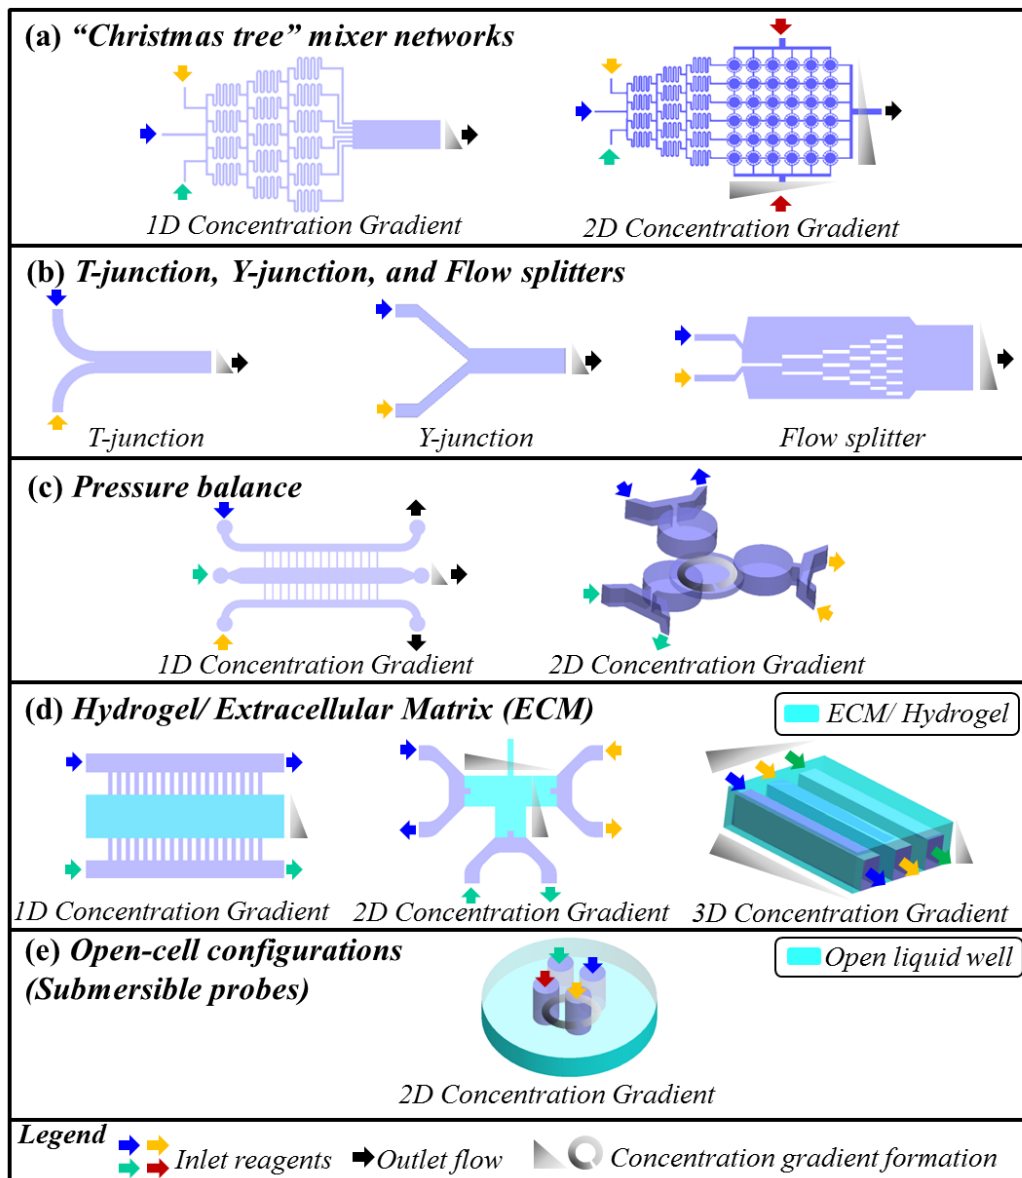 (a) “Christmas tree” mixer networks
1D Concentration Gradient
2D Concentration Gradient
(b) T-junction, Y-junction, and Flow splitters
T-junction
Y-junction
Flow splitter
(c) Pressure balance
1D Concentration Gradient
2D Concentration Gradient
(d) Hydrogel/ Extracellular Matrix (ECM)
ECM/ Hydrogel
1D Concentration Gradient
2D Concentration Gradient
3D Concentration Gradient
(e) Open-cell configurations
(Submersible probes)
Open liquid well
2D Concentration Gradient
Legend
Inlet reagents
Outlet flow
Concentration gradient formation